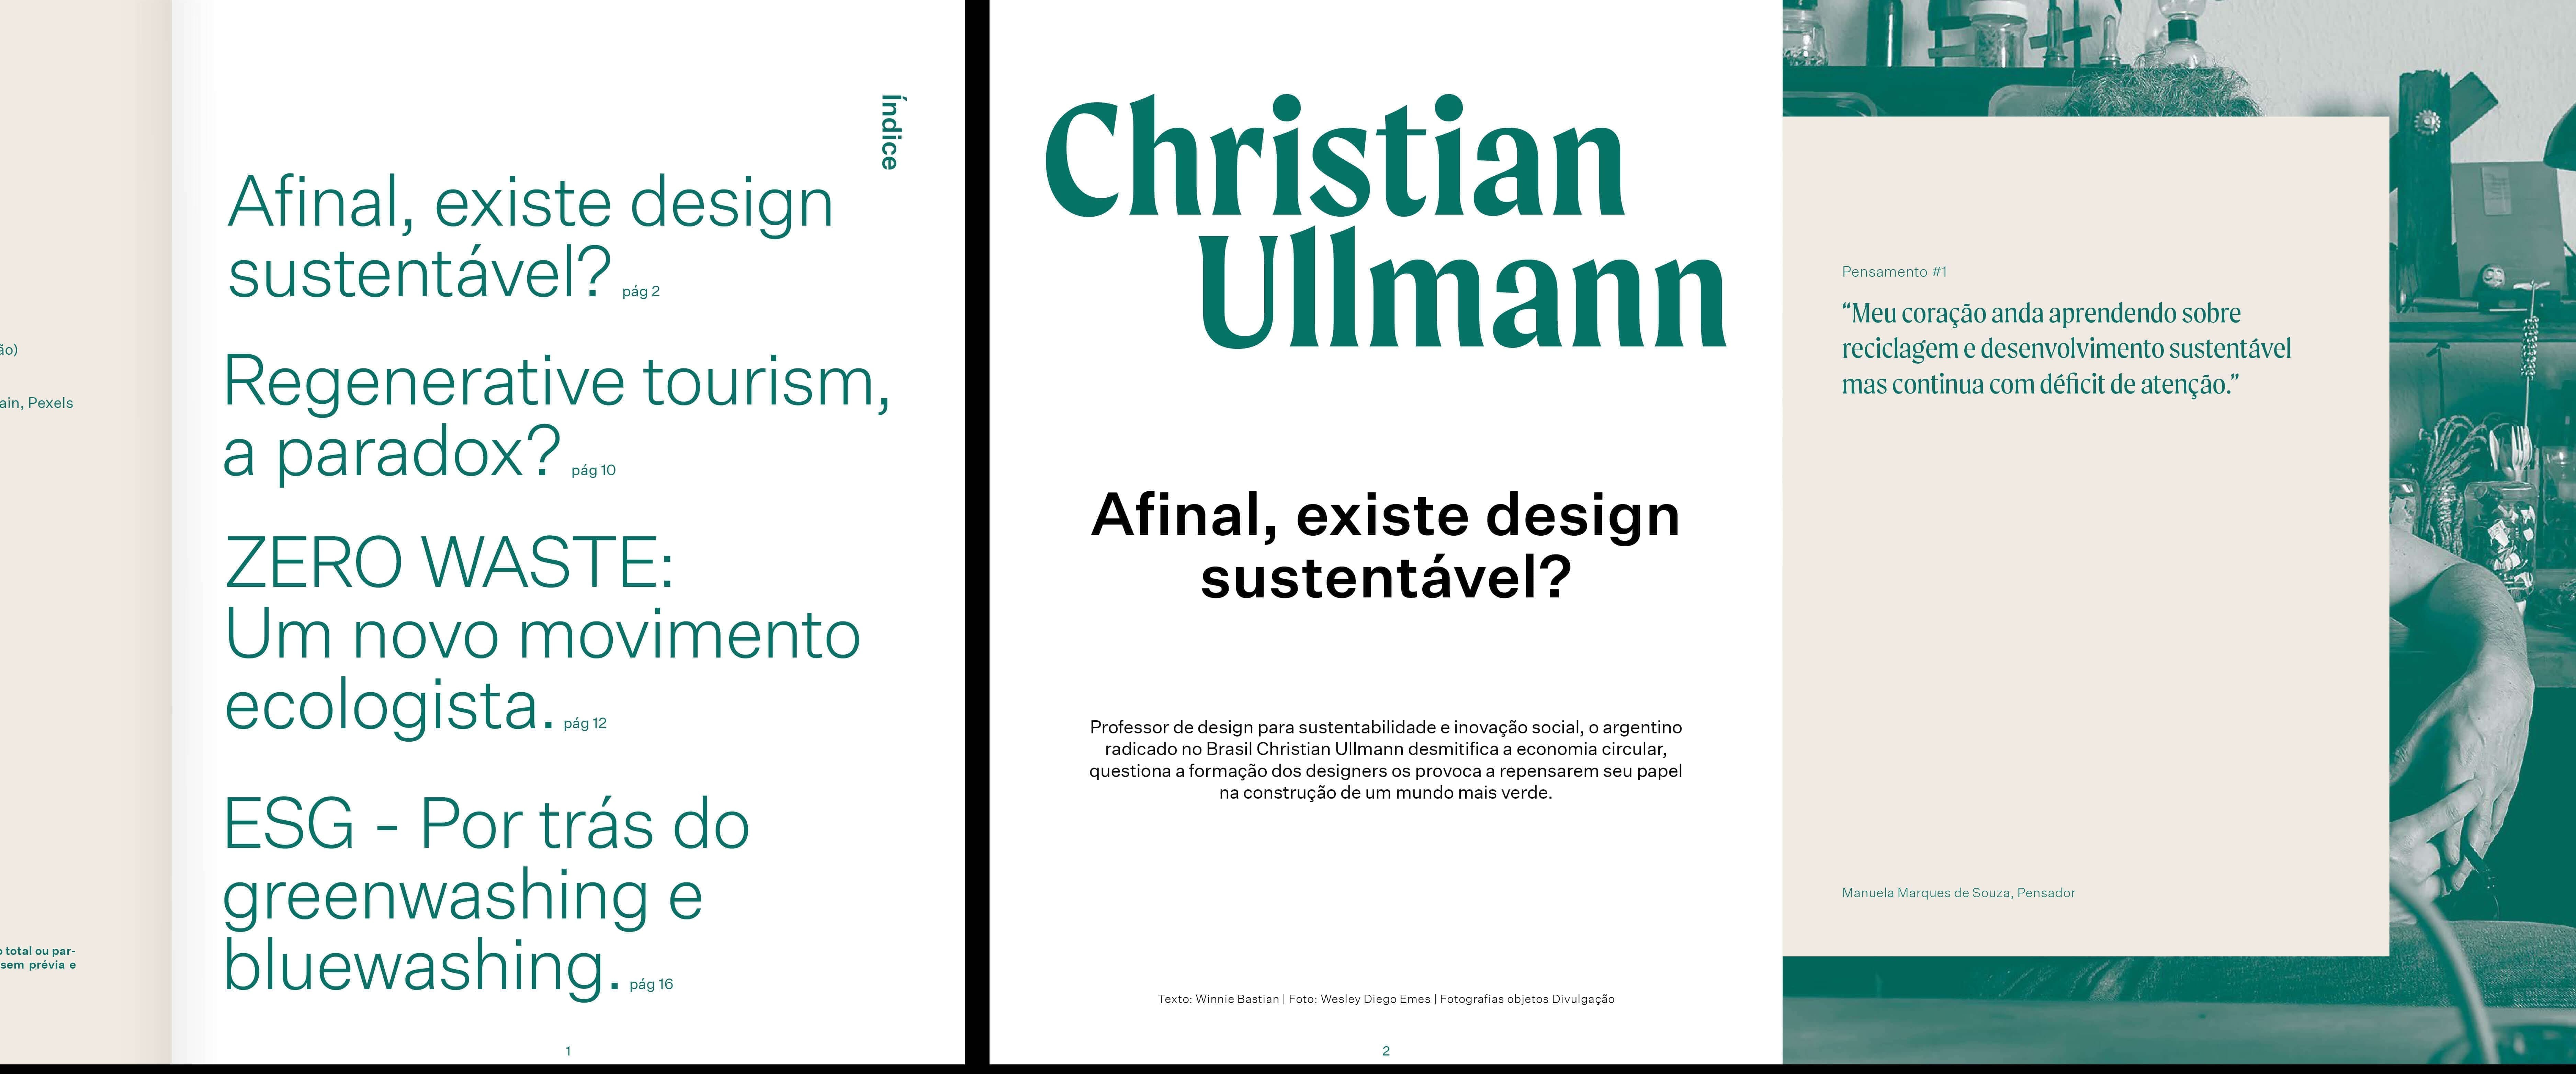 ão)
ain, Pexels
o total ou par-
sem prévia e
Índice
Afinal, existe design
sustentável? pág 2
Regenerative tourism,
a paradox? pág 10
ZERO WASTE:
Um novo movimento
ecologista. pág 12
ESG - Por trás do
greenwashing e
bluewashing. pág 16
1
Christian
Ullmann
Afinal, existe design
sustentável?
Professor de design para sustentabilidade e inovação social, o argentino
radicado no Brasil Christian Ullmann desmitifica a economia circular,
questiona a formação dos designers os provoca a repensarem seu papel
na construção de um mundo mais verde.
Texto: Winnie Bastian | Foto: Wesley Diego Emes | Fotografias objetos Divulgação
2
Pensamento #1
“Meu coração anda aprendendo sobre
reciclagem e desenvolvimento sustentável
mas continua com déficit de atenção.”
Manuela Marques de Souza, Pensador